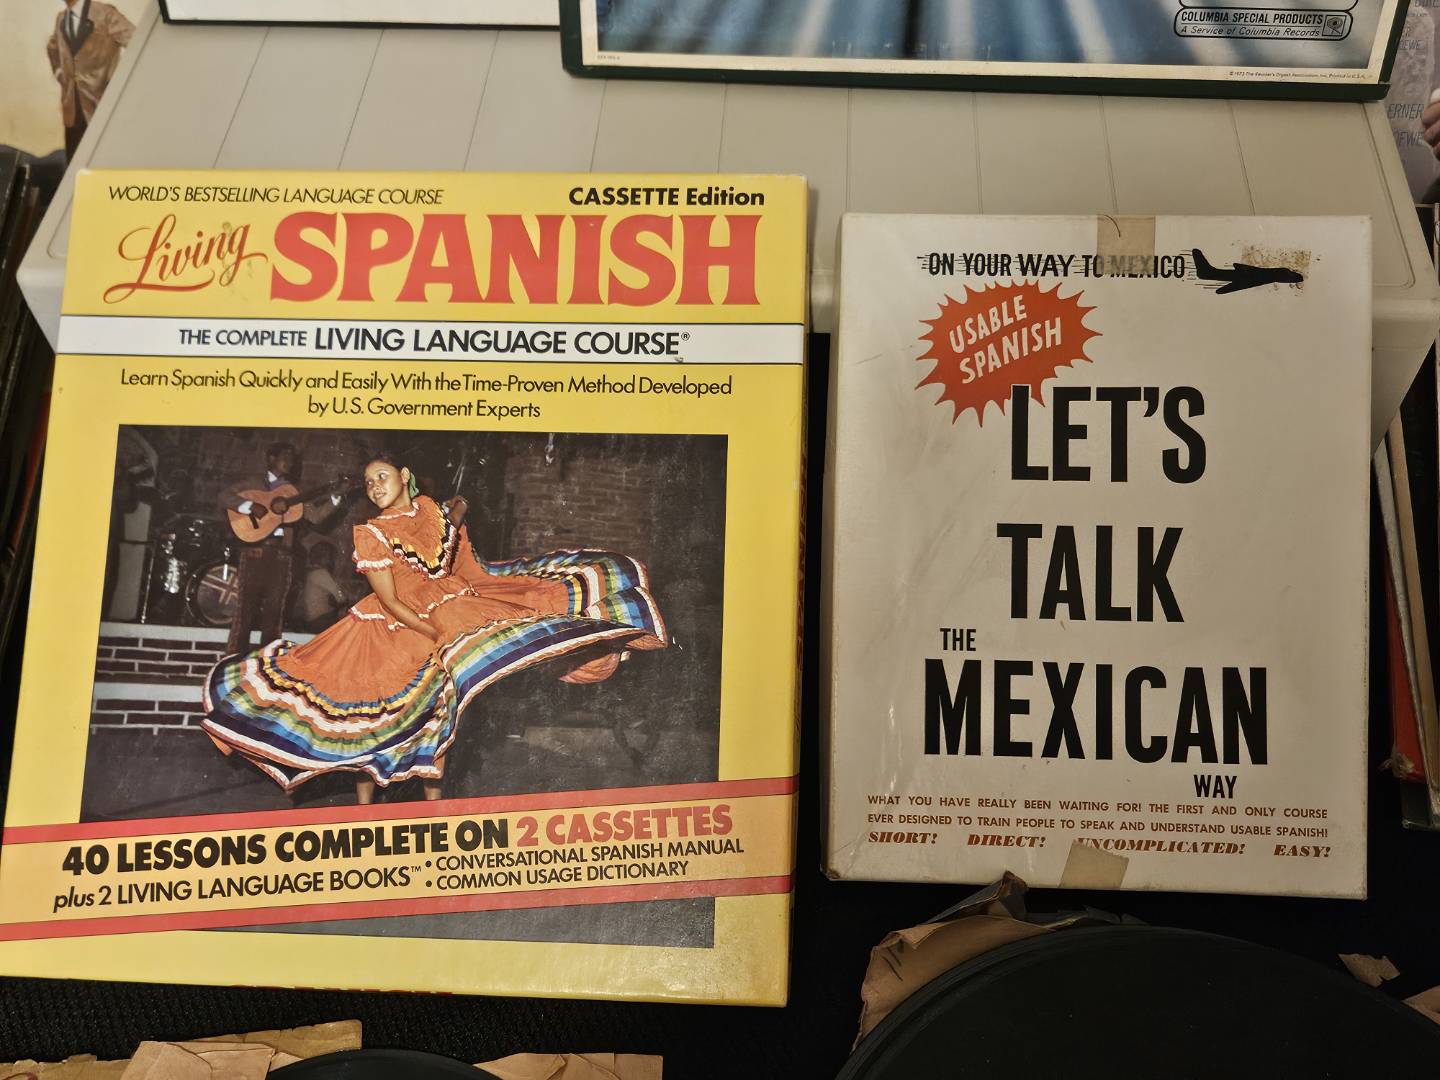 COLUMBIA SPECIAL PRODUCTS
A Service of Columbia Records
WORLD'S BESTSELLING LANGUAGE COURSE
CASSETTE Edition
Living SPANISH
THE COMPLETE LIVING LANGUAGE COURSE®
Learn Spanish Quickly and Easily With the Time-Proven Method Developed
by U.S. Government Experts
40 LESSONS COMPLETE ON 2 CASSETTES
plus 2 LIVING LANGUAGE BOOKS™
• CONVERSATIONAL SPANISH MANUAL
• COMMON USAGE DICTIONARY
SPANISH
ON YOUR WAY TO MEXICO
USABLE
SPANISH
LET'S
TALK
THE
MEXICAN
WAY
WHAT YOU HAVE REALLY BEEN WAITING FOR! THE FIRST AND ONLY COURSE
EVER DESIGNED TO TRAIN PEOPLE TO SPEAK AND UNDERSTAND USABLE SPANISH!
SHORT! DIRECT! UNCOMPLICATED! EASY!